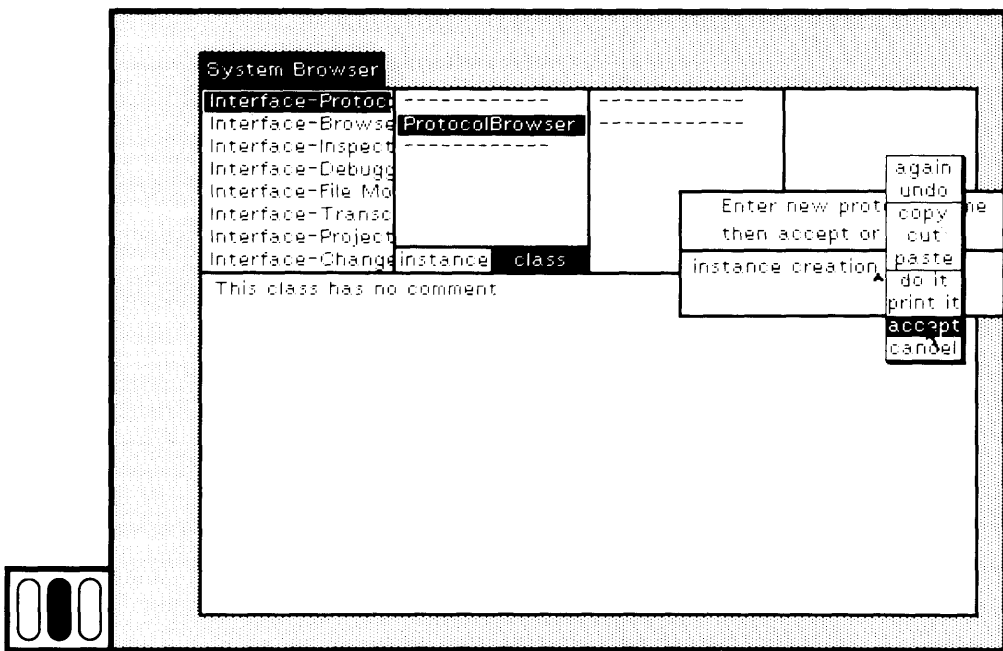 System Browser
Interface-Protoc
Interface-Browse
Interface-Inspect
Interface-Debugg
Interface-File Mo
Interface-Transc
Interface-Project
Interface-Change
------------
ProtocolBrowser
------------
instance class
------------
------------
This class has no comment
Enter new proto me
then accept or
instance creation
again
undo
copy
cut
paste
do it
print it
accept
cancel